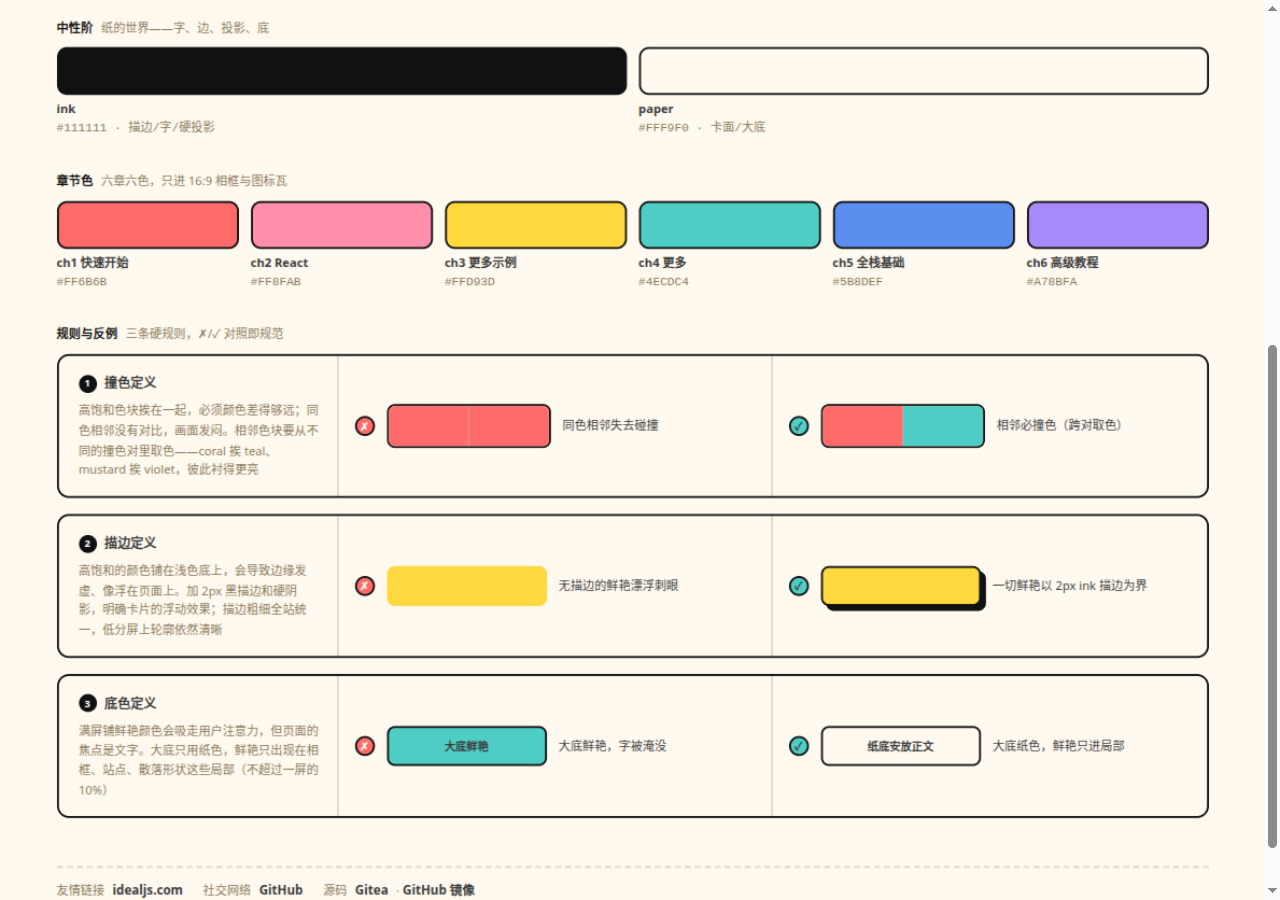 中性阶 纸的世界——字、边、投影、底
ink
#111111 · 描边/字/硬投影
paper
#FFF9F0 · 卡面/大底
章节色 六章六色，只进 16:9 相框与图标瓦
ch1 快速开始
#FF6B6B
ch2 React
#FF8FAB
ch3 更多示例
#FFD93D
ch4 更多
#4ECDC4
ch5 全栈基础
#5B8DEF
ch6 高级教程
#A78BFA
规则与反例 三条硬规则，✗/✓ 对照即规范
1 撞色定义
高饱和色块挨在一起，必须颜色差得够远；同
色相邻没有对比，画面发闷。相邻色块要从不
同的撞色对里取色——coral 挨 teal、
mustard 挨 violet，彼此衬得更亮
✗ 同色相邻失去碰撞
✓ 相邻必撞色（跨对取色）
2 描边定义
高饱和的颜色铺在浅色底上，会导致边缘发
虚、像浮在页面上。加 2px 黑描边和硬阴
影，明确卡片的浮动效果；描边粗细全站统
一，低分屏上轮廓依然清晰
✗ 无描边的鲜艳漂浮刺眼
✓ 一切鲜艳以 2px ink 描边为界
3 底色定义
满屏铺鲜艳颜色会吸走用户注意力，但页面的
焦点是文字。大底只用纸色，鲜艳只出现在相
框、站点、散落形状这些局部（不超过一屏的
10%）
✗ 大底鲜艳 大底鲜艳，字被淹没
✓ 纸底安放正文 大底纸色，鲜艳只进局部
友情链接 idealjs.com 社交网络 GitHub 源码 Gitea · GitHub 镜像